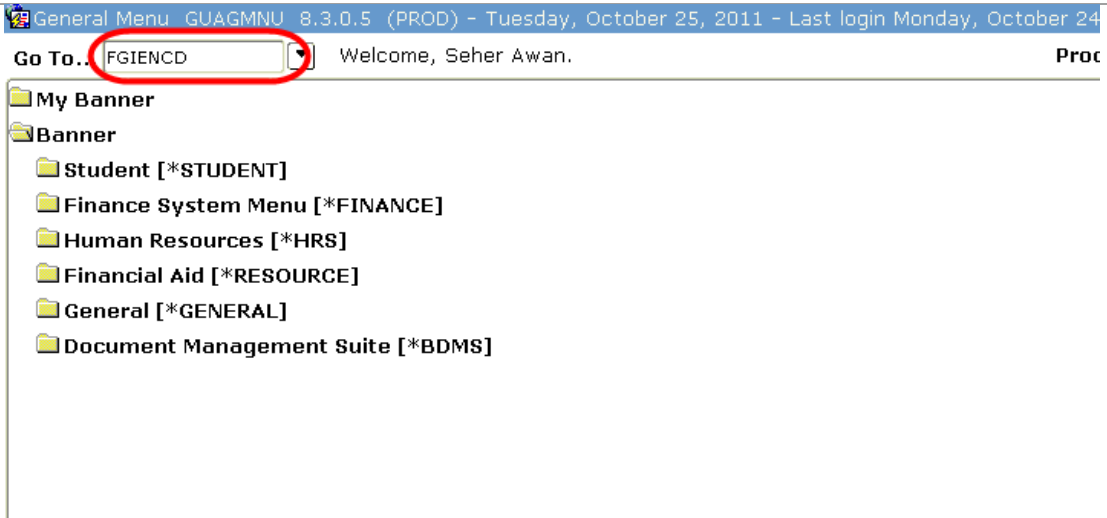 General Menu GUAGMNU 8.3.0.5 (PROD) - Tuesday, October 25, 2011 - Last login Monday, October 24
Go To.. FGIENCD Welcome, Seher Awan. Prod
My Banner
Banner
Student [*STUDENT]
Finance System Menu [*FINANCE]
Human Resources [*HRS]
Financial Aid [*RESOURCE]
General [*GENERAL]
Document Management Suite [*BDMS]